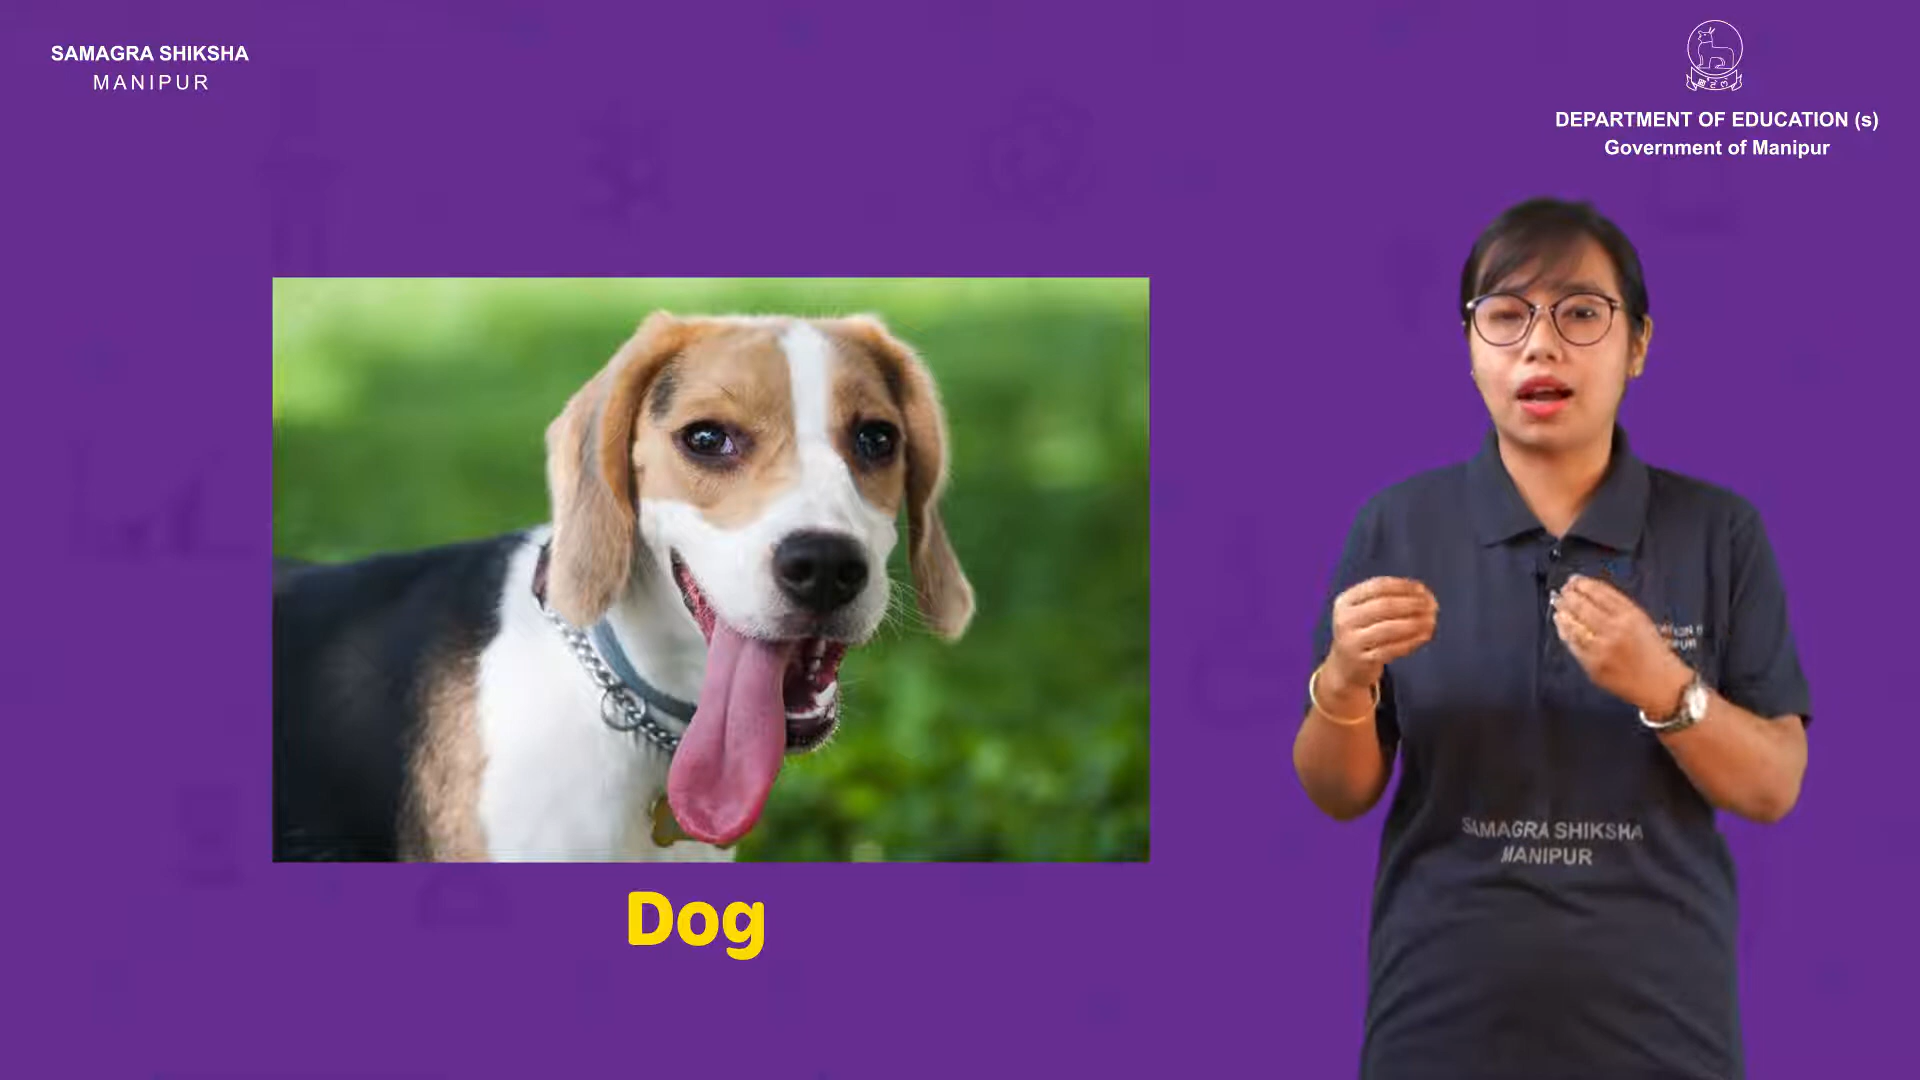 SAMAGRA SHIKSHA
MANIPUR
DEPARTMENT OF EDUCATION (s)
Government of Manipur
SAMAGRA SHIKSHA
MANIPUR
Dog